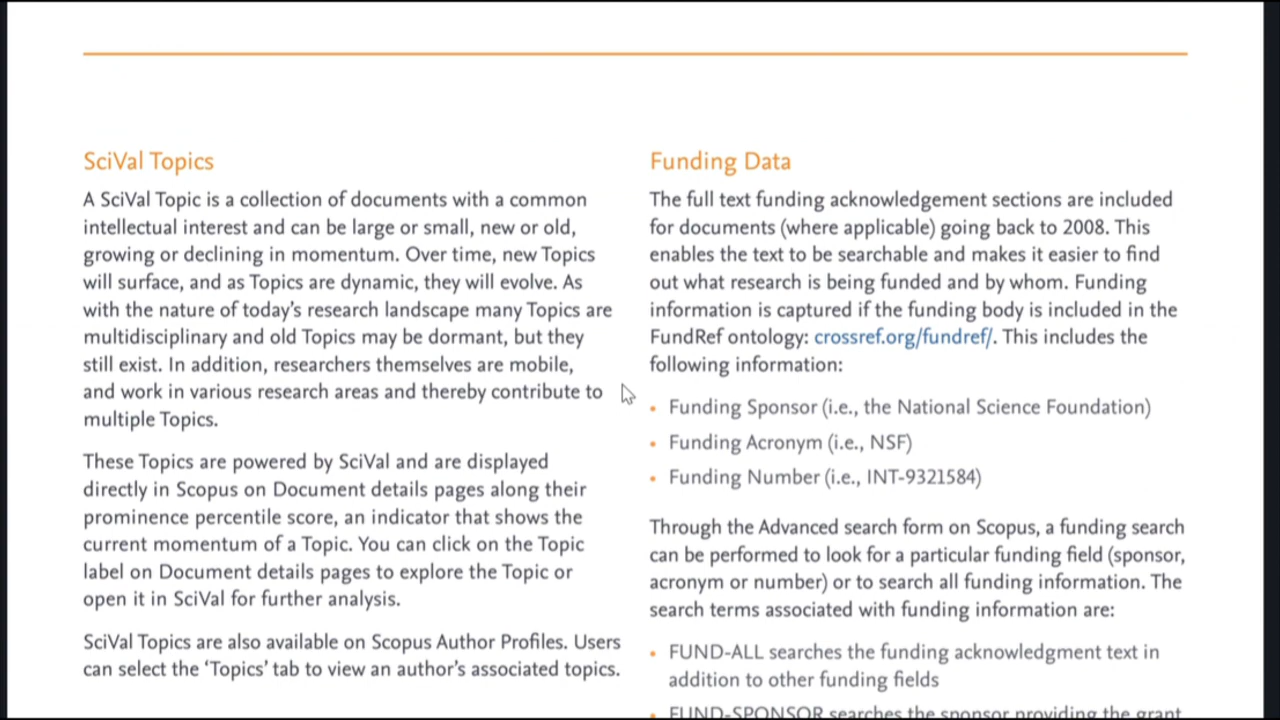 SciVal Topics
A SciVal Topic is a collection of documents with a common
intellectual interest and can be large or small, new or old,
growing or declining in momentum. Over time, new Topics
will surface, and as Topics are dynamic, they will evolve. As
with the nature of today's research landscape many Topics are
multidisciplinary and old Topics may be dormant, but they
still exist. In addition, researchers themselves are mobile,
and work in various research areas and thereby contribute to
multiple Topics.
These Topics are powered by SciVal and are displayed
directly in Scopus on Document details pages along their
prominence percentile score, an indicator that shows the
current momentum of a Topic. You can click on the Topic
label on Document details pages to explore the Topic or
open it in SciVal for further analysis.
SciVal Topics are also available on Scopus Author Profiles. Users
can select the ‘Topics’ tab to view an author's associated topics.
Funding Data
The full text funding acknowledgement sections are included
for documents (where applicable) going back to 2008. This
enables the text to be searchable and makes it easier to find
out what research is being funded and by whom. Funding
information is captured if the funding body is included in the
FundRef ontology: crossref.org/fundref/. This includes the
following information:
• Funding Sponsor (i.e., the National Science Foundation)
• Funding Acronym (i.e., NSF)
• Funding Number (i.e., INT-9321584)
Through the Advanced search form on Scopus, a funding search
can be performed to look for a particular funding field (sponsor,
acronym or number) or to search all funding information. The
search terms associated with funding information are:
• FUND-ALL searches the funding acknowledgment text in
addition to other funding fields
• FUND-SPONSOR searches the sponsor providing the grant